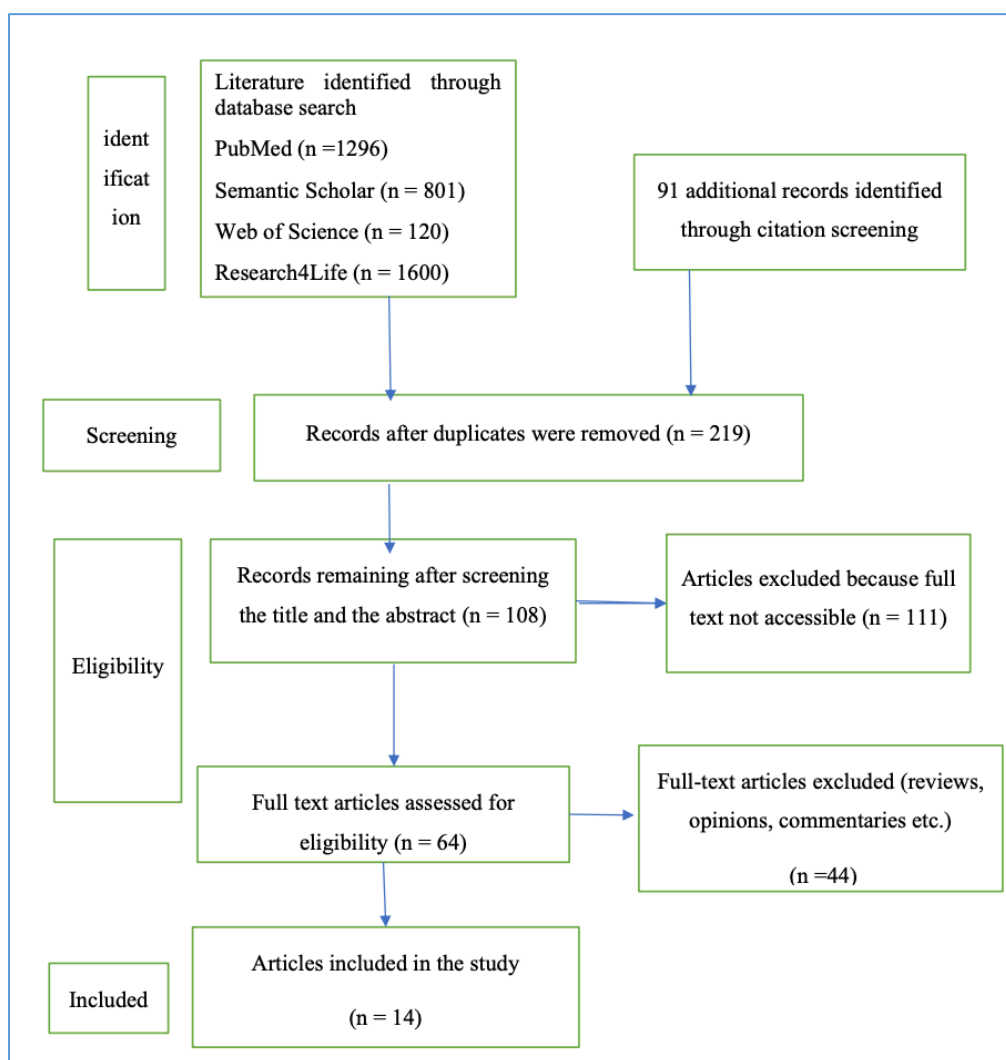 ident
ificat
ion
Literature identified through
database search
PubMed (n =1296)
Semantic Scholar (n = 801)
Web of Science (n = 120)
Research4Life (n = 1600)
91 additional records identified
through citation screening
Screening
Records after duplicates were removed (n = 219)
Eligibility
Records remaining after screening
the title and the abstract (n = 108)
Articles excluded because full
text not accessible (n = 111)
Full text articles assessed for
eligibility (n = 64)
Full-text articles excluded (reviews,
opinions, commentaries etc.)
(n =44)
Included
Articles included in the study
(n = 14)